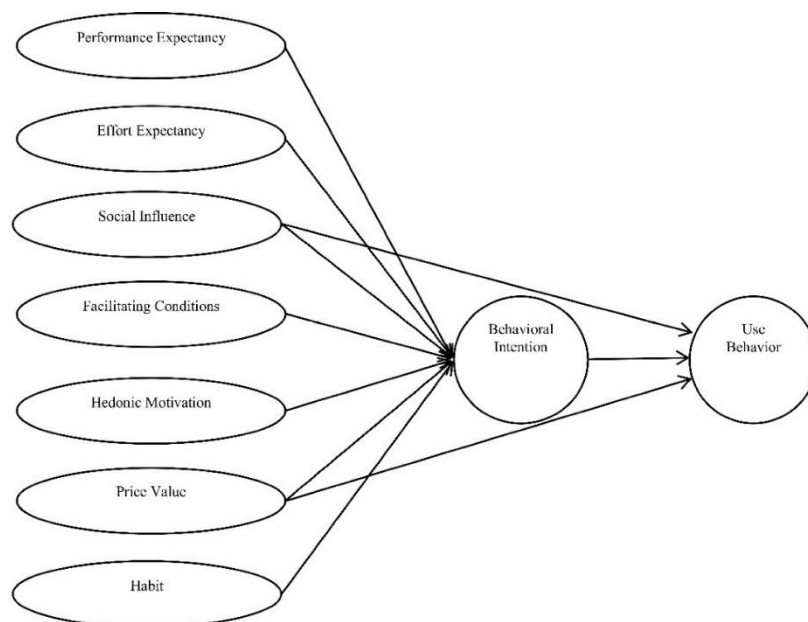 Performance Expectancy
Effort Expectancy
Social Influence
Facilitating Conditions
Hedonic Motivation
Price Value
Habit
Behavioral
Intention
Use
Behavior